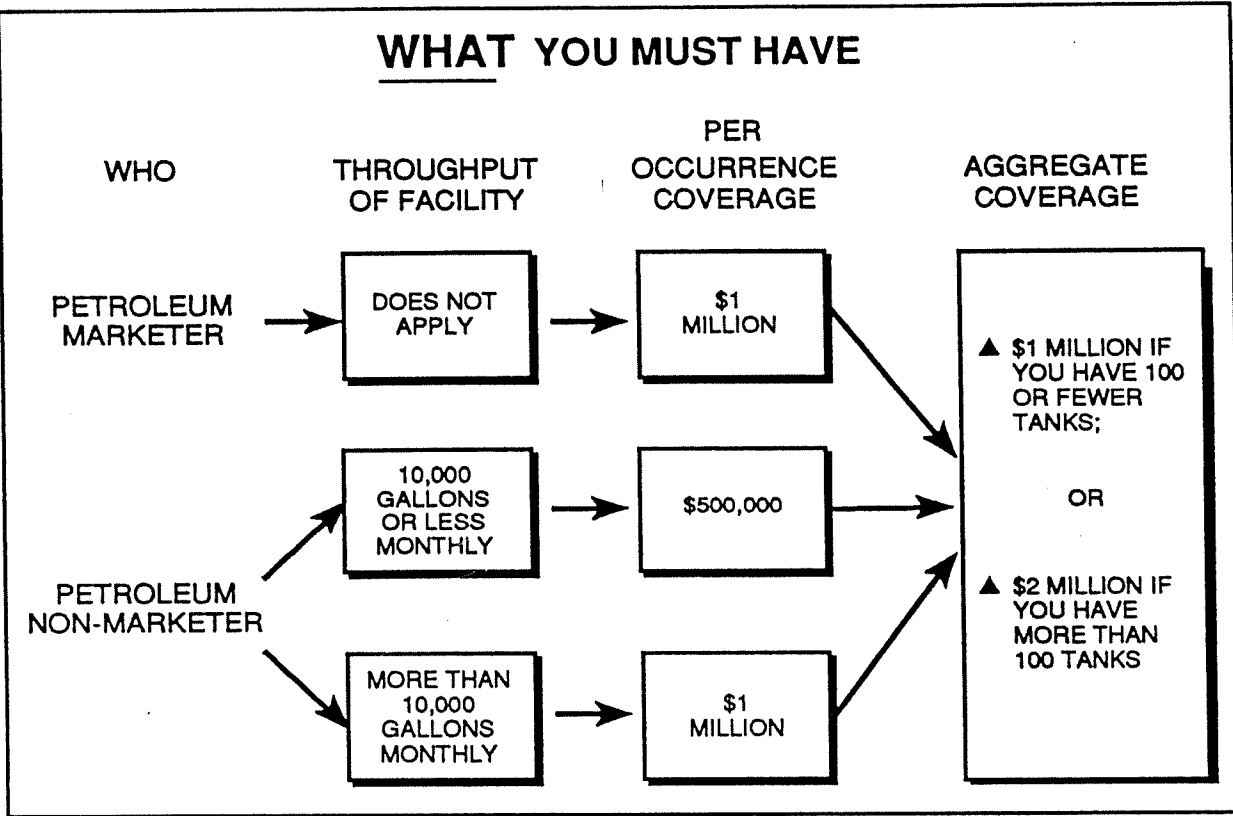 WHAT YOU MUST HAVE
WHO
THROUGHPUT
OF FACILITY
PER
OCCURRENCE
COVERAGE
AGGREGATE
COVERAGE
PETROLEUM
MARKETER
DOES NOT
APPLY
$1
MILLION
PETROLEUM
NON-MARKETER
10,000
GALLONS
OR LESS
MONTHLY
$500,000
MORE THAN
10,000
GALLONS
MONTHLY
$1
MILLION
▲ $1 MILLION IF
YOU HAVE 100
OR FEWER
TANKS;
OR
▲ $2 MILLION IF
YOU HAVE
MORE THAN
100 TANKS